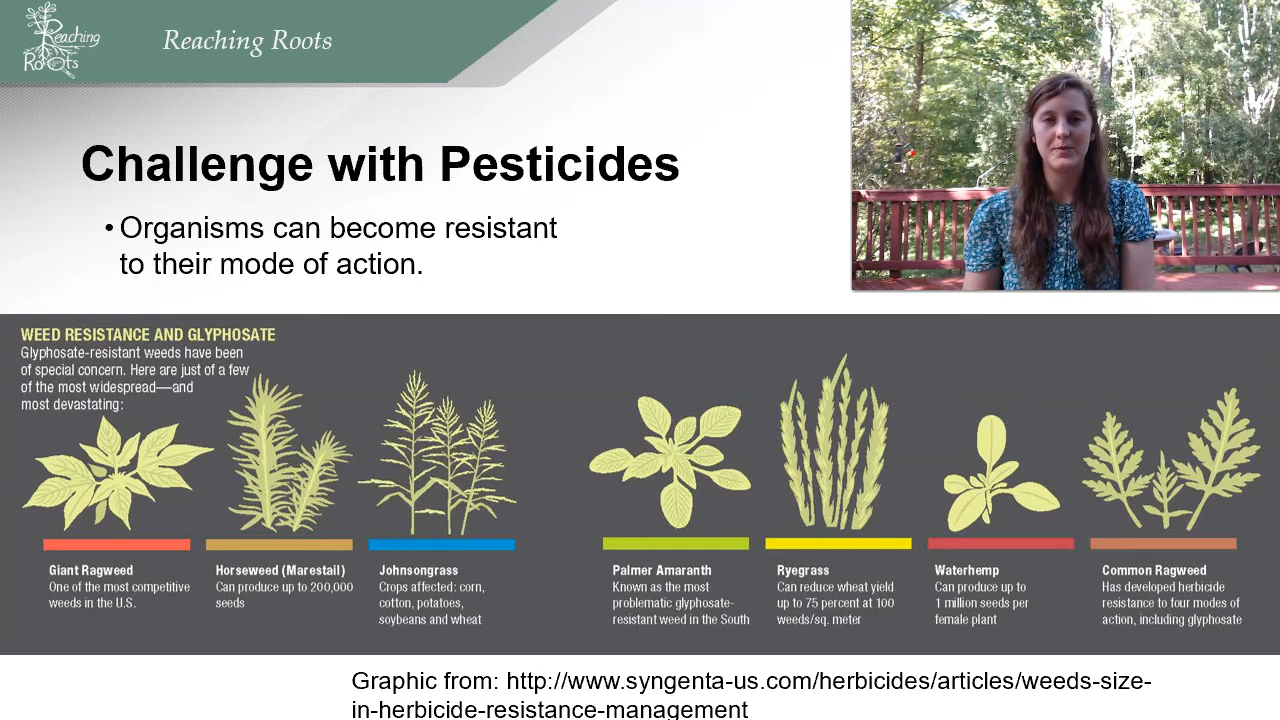 Reaching
Roots
Reaching Roots
Challenge with Pesticides
• Organisms can become resistant
to their mode of action.
WEED RESISTANCE AND GLYPHOSATE
Glyphosate-resistant weeds have been
of special concern. Here are just of a few
of the most widespread—and
most devastating:
Giant Ragweed
One of the most competitive
weeds in the U.S.
Horseweed (Marestail)
Can produce up to 200,000
seeds
Johnsongrass
Crops affected: corn,
cotton, potatoes,
soybeans and wheat
Palmer Amaranth
Known as the most
problematic glyphosate-
resistant weed in the South
Ryegrass
Can reduce wheat yield
up to 75 percent at 100
weeds/sq. meter
Waterhemp
Can produce up to
1 million seeds per
female plant
Common Ragweed
Has developed herbicide
resistance to four modes of
action, including glyphosate
Graphic from: http://www.syngenta-us.com/herbicides/articles/weeds-size-
in-herbicide-resistance-management